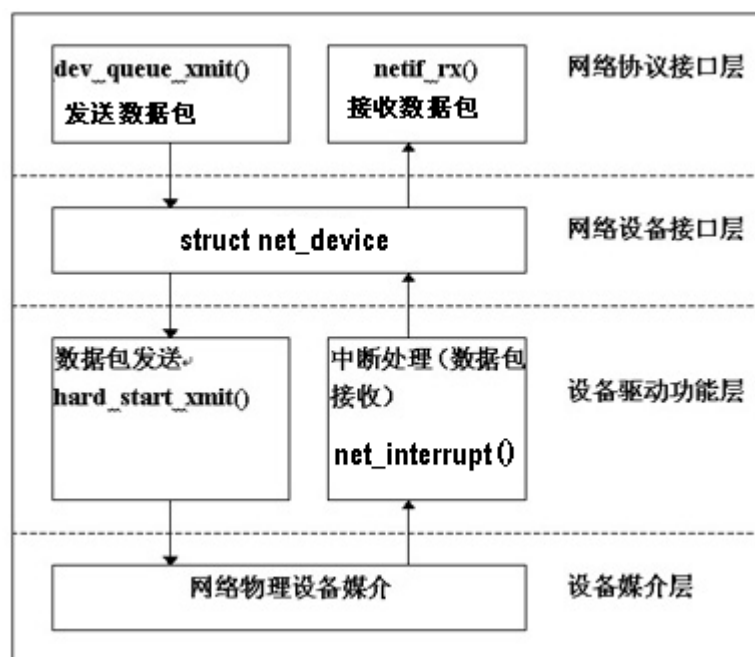 dev_queue_xmit()
发送数据包
netif_rx()
接收数据包
网络协议接口层
struct net_device
网络设备接口层
数据包发送
hard_start_xmit()
中断处理（数据包
接收）
net_interrupt()
设备驱动功能层
网络物理设备媒介
设备媒介层